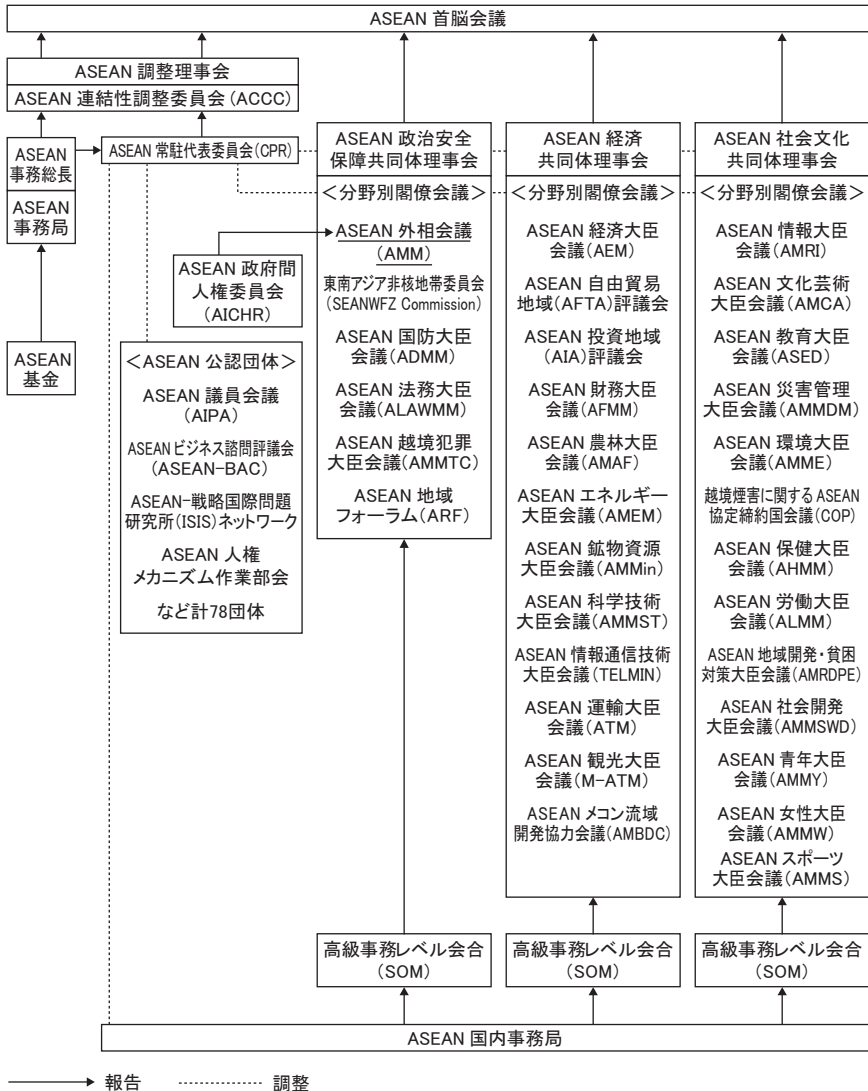 ASEAN 首脳会議
ASEAN 調整理事会
ASEAN 連結性調整委員会(ACCC)
ASEAN
事務総長
ASEAN
事務局
ASEAN
基金
ASEAN 常駐代表委員会(CPR)
ASEAN 政府間
人権委員会
(AICHR)
<ASEAN 公認団体>
ASEAN 議員会議
(AIPA)
ASEAN ビジネス諮問評議会
(ASEAN-BAC)
ASEAN-戦略国際問題
研究所(ISIS)ネットワーク
ASEAN 人権
メカニズム作業部会
など計78団体
ASEAN 政治安全
保障共同体理事会
<分野別閣僚会議>
ASEAN 外相会議
(AMM)
東南アジア非核地帯委員会
(SEANWFZ Commission)
ASEAN 国防大臣
会議(ADMM)
ASEAN 法務大臣
会議(ALAWMM)
ASEAN 越境犯罪
大臣会議(AMMTC)
ASEAN 地域
フォーラム(ARF)
高級事務レベル会合
(SOM)
ASEAN 経済
共同体理事会
<分野別閣僚会議>
ASEAN 経済大臣
会議(AEM)
ASEAN 自由貿易
地域(AFTA)評議会
ASEAN 投資地域
(AIA)評議会
ASEAN 財務大臣
会議(AFMM)
ASEAN 農林大臣
会議(AMAF)
ASEAN エネルギー
大臣会議(AMEM)
ASEAN 鉱物資源
大臣会議(AMMin)
ASEAN 科学技術
大臣会議(AMMST)
ASEAN 情報通信技術
大臣会議(TELMIN)
ASEAN 運輸大臣
会議(ATM)
ASEAN 観光大臣
会議(M-ATM)
ASEAN メコン流域
開発協力会議(AMBDC)
高級事務レベル会合
(SOM)
ASEAN 社会文化
共同体理事会
<分野別閣僚会議>
ASEAN 情報大臣
会議(AMRI)
ASEAN 文化芸術
大臣会議(AMCA)
ASEAN 教育大臣
会議(ASED)
ASEAN 災害管理
大臣会議(AMMDM)
ASEAN 環境大臣
会議(AMME)
越境煙害に関する ASEAN
協定締約国会議(COP)
ASEAN 保健大臣
会議(AHMM)
ASEAN 労働大臣
会議(ALMM)
ASEAN 地域開発・貧困
対策大臣会議(AMRDPE)
ASEAN 社会開発
大臣会議(AMMSWD)
ASEAN 青年大臣
会議(AMMY)
ASEAN 女性大臣
会議(AMMW)
ASEAN スポーツ
大臣会議(AMMS)
高級事務レベル会合
(SOM)
ASEAN 国内事務局
報告 調整